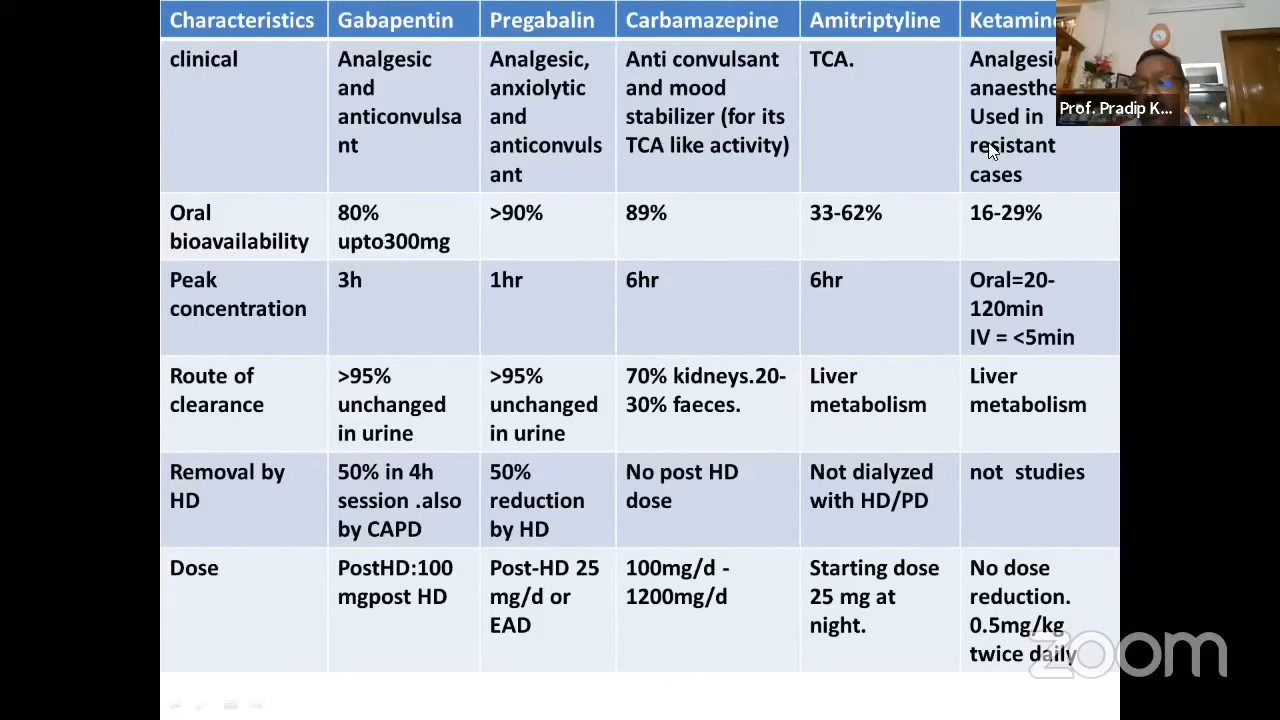 Characteristics
Gabapentin
Pregabalin
Carbamazepine
Amitriptyline
clinical
Analgesic
and
anticonvulsa
nt
Analgesic,
anxiolytic
and
anticonvuls
ant
Anti convulsant
and mood
stabilizer (for its
TCA like activity)
TCA.
Used in
resistant
cases
Oral
bioavailability
80%
upto300mg
>90%
89%
33-62%
16-29%
Peak
concentration
3h
1hr
6hr
6hr
Oral=20-
120min
IV = <5min
Route of
clearance
>95%
unchanged
in urine
>95%
unchanged
in urine
70% kidneys.20-
30% faeces.
Liver
metabolism
Liver
metabolism
Removal by
HD
50% in 4h
session .also
by CAPD
50%
reduction
by HD
No post HD
dose
Not dialyzed
with HD/PD
not  studies
Dose
PostHD:100
mgpost HD
Post-HD 25
mg/d or
EAD
100mg/d -
1200mg/d
Starting dose
25 mg at
night.
No dose
reduction.
0.5mg/kg
twice daily
Prof. Pradip K...
zoom